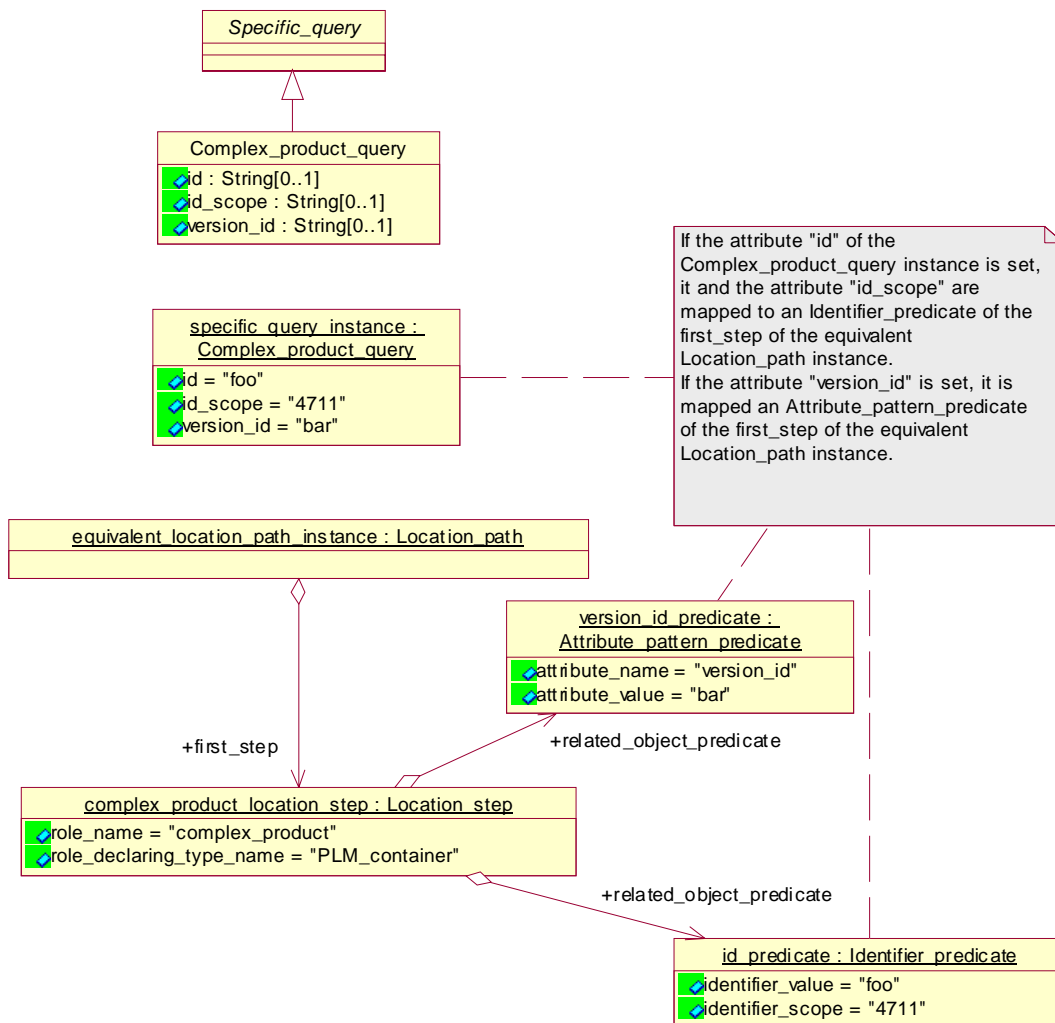 Specific_query
Complex_product_query
id : String[0..1]
id_scope : String[0..1]
version_id : String[0..1]
specific_query_instance :
Complex_product_query
id = "foo"
id_scope = "4711"
version_id = "bar"
If the attribute "id" of the
Complex_product_query instance is set,
it and the attribute "id_scope" are
mapped to an Identifier_predicate of the
first_step of the equivalent
Location_path instance.
If the attribute "version_id" is set, it is
mapped an Attribute_pattern_predicate
of the first_step of the equivalent
Location_path instance.
equivalent_location_path_instance : Location_path
version_id_predicate :
Attribute_pattern_predicate
attribute_name = "version_id"
attribute_value = "bar"
+first_step
+related_object_predicate
complex_product_location_step : Location_step
role_name = "complex_product"
role_declaring_type_name = "PLM_container"
+related_object_predicate
id_predicate : Identifier_predicate
identifier_value = "foo"
identifier_scope = "4711"